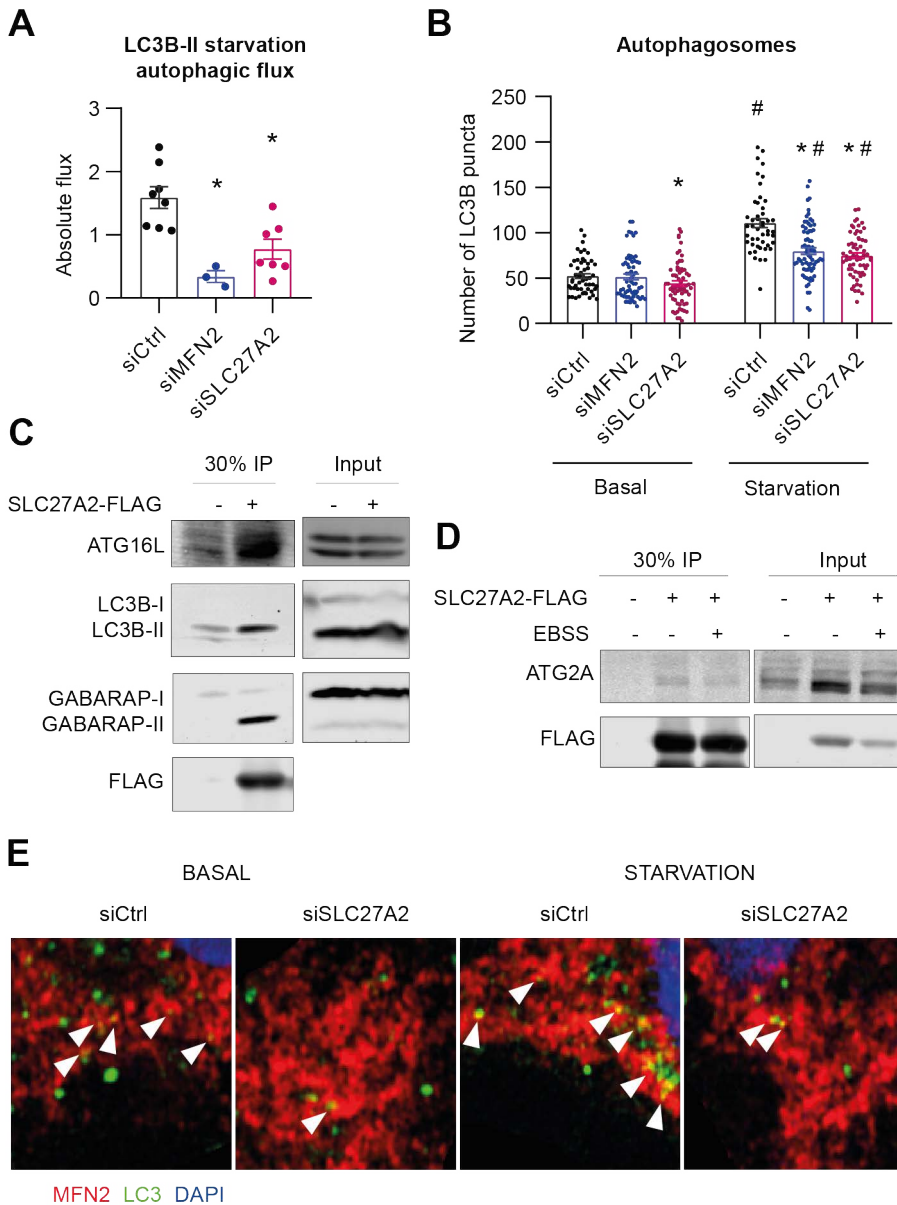 A
LC3B-II starvation
autophagic flux
Absolute flux
3
2
1
0
*
*
siCtrl
siMFN2
siSLC27A2
B
Autophagosomes
Number of LC3B puncta
250
200
150
100
50
0
*
#
* #
* #
siCtrl
siMFN2
siSLC27A2
siCtrl
siMFN2
siSLC27A2
Basal
Starvation
C
30% IP
Input
SLC27A2-FLAG - + - +
ATG16L
LC3B-I
LC3B-II
GABARAP-I
GABARAP-II
FLAG
D
30% IP
Input
SLC27A2-FLAG - + + - + +
EBSS - - + - - +
ATG2A
FLAG
E
BASAL
STARVATION
siCtrl
siSLC27A2
siCtrl
siSLC27A2
MFN2 LC3 DAPI